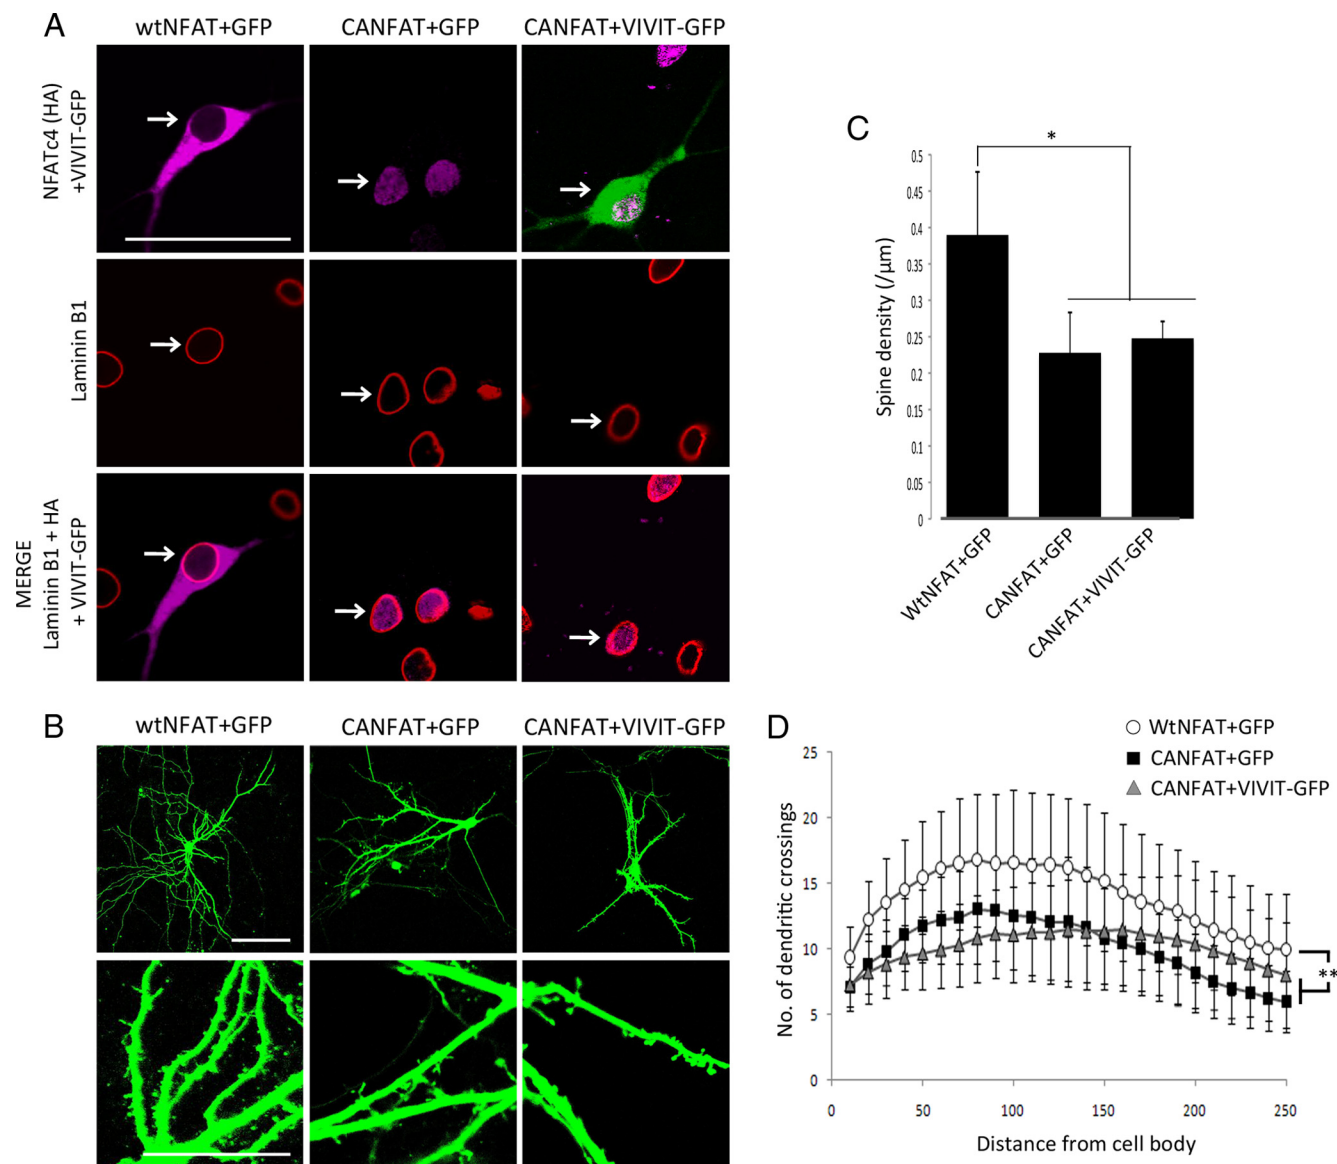 A
wtNFAT+GFP
CANFAT+GFP
CANFAT+VIVIT-GFP
NFATc4 (HA)
+VIVIT-GFP
Laminin B1
MERGE
Laminin B1 + HA
+ VIVIT-GFP
B
wtNFAT+GFP
CANFAT+GFP
CANFAT+VIVIT-GFP
C
*
Spine density (/µm)
0.5
0.45
0.4
0.35
0.3
0.25
0.2
0.15
0.1
0.05
0
WtNFAT+GFP
CANFAT+GFP
CANFAT+VIVIT-GFP
D
WtNFAT+GFP
CANFAT+GFP
CANFAT+VIVIT-GFP
No. of dendritic crossings
25
20
15
10
5
0
**
0 50 100 150 200 250
Distance from cell body